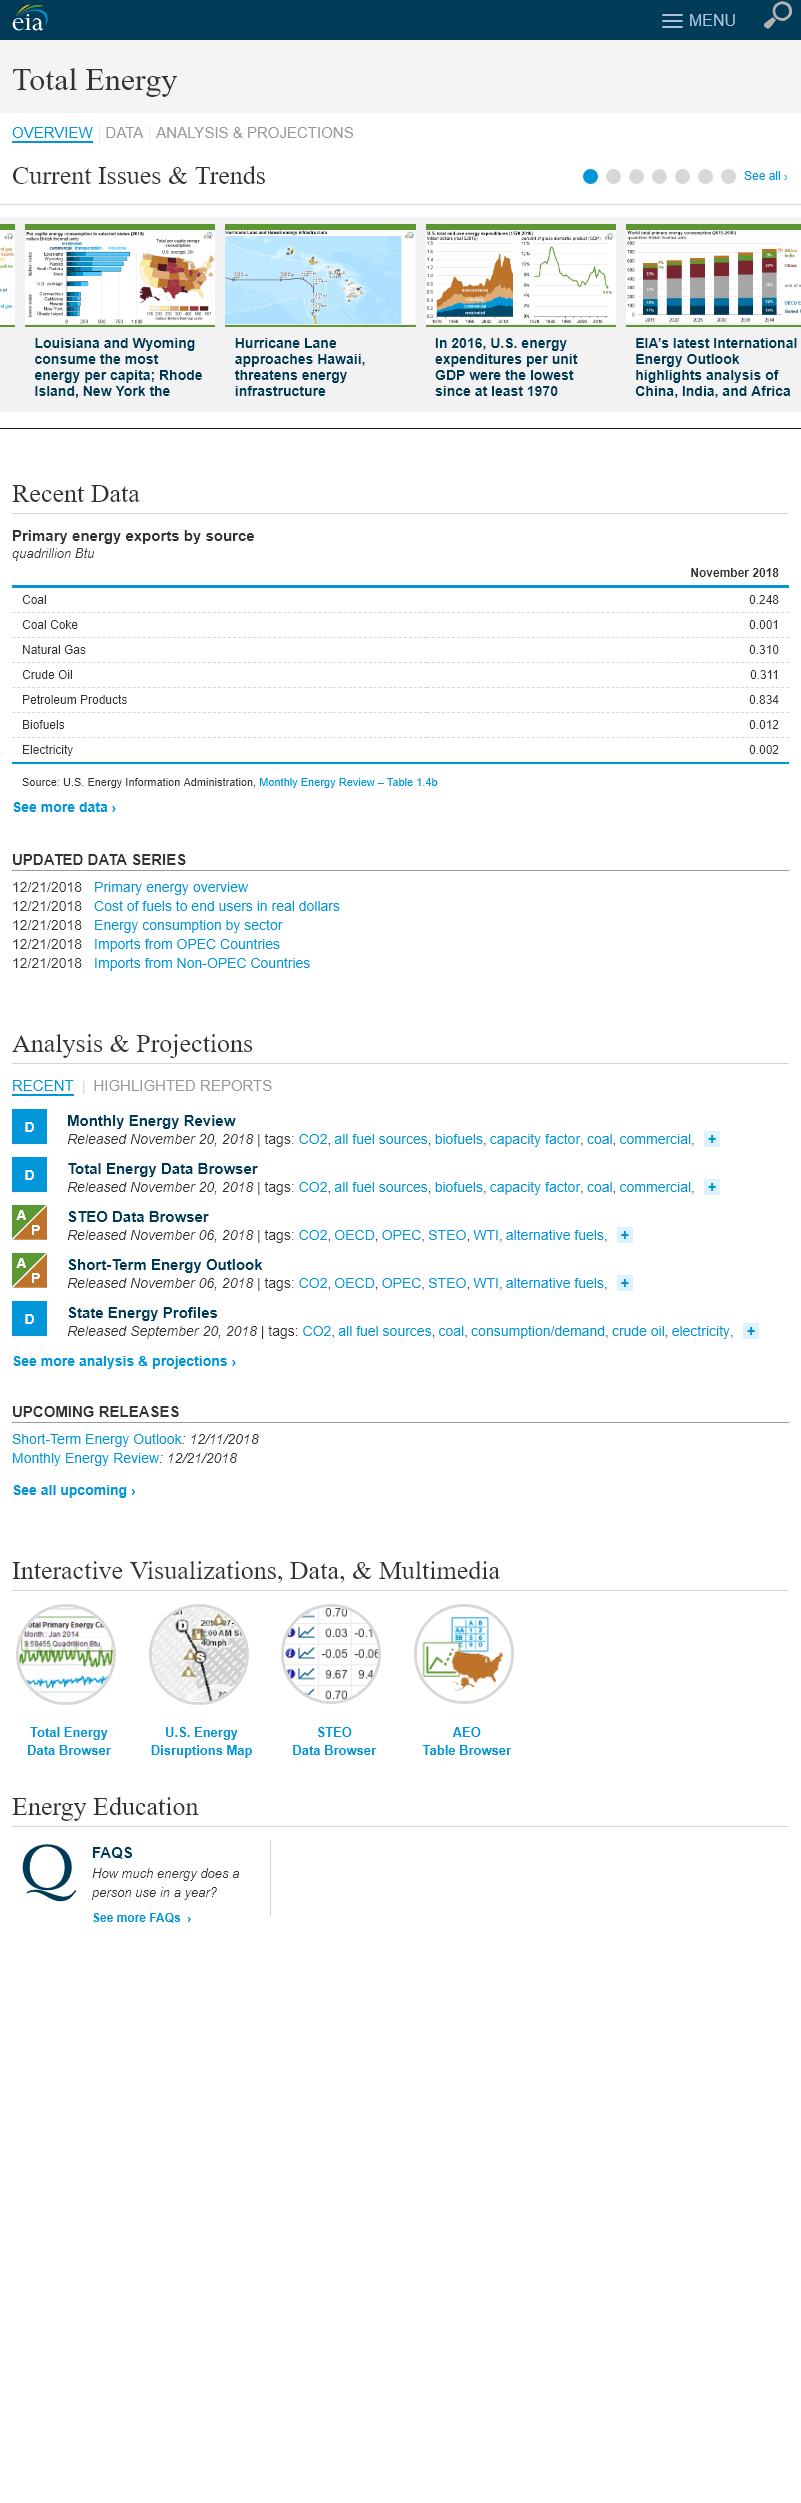 eia
MENU
Total Energy
OVERVIEW
DATA
ANALYSIS & PROJECTIONS
Current Issues & Trends
See all ›
Louisiana and Wyoming
consume the most
energy per capita; Rhode
Island, New York the
Hurricane Lane
approaches Hawaii,
threatens energy
infrastructure
In 2016, U.S. energy
expenditures per unit
GDP were the lowest
since at least 1970
EIA's latest International
Energy Outlook
highlights analysis of
China, India, and Africa
Recent Data
Primary energy exports by source
quadrillion Btu
November 2018
Coal 0.248
Coal Coke 0.001
Natural Gas 0.310
Crude Oil 0.311
Petroleum Products 0.834
Biofuels 0.012
Electricity 0.002
Source: U.S. Energy Information Administration, Monthly Energy Review – Table 1.4b
See more data ›
UPDATED DATA SERIES
12/21/2018 Primary energy overview
12/21/2018 Cost of fuels to end users in real dollars
12/21/2018 Energy consumption by sector
12/21/2018 Imports from OPEC Countries
12/21/2018 Imports from Non-OPEC Countries
Analysis & Projections
RECENT | HIGHLIGHTED REPORTS
D Monthly Energy Review
Released November 20, 2018 | tags: CO2, all fuel sources, biofuels, capacity factor, coal, commercial, +
D Total Energy Data Browser
Released November 20, 2018 | tags: CO2, all fuel sources, biofuels, capacity factor, coal, commercial, +
A P STEO Data Browser
Released November 06, 2018 | tags: CO2, OECD, OPEC, STEO, WTI, alternative fuels, +
A P Short-Term Energy Outlook
Released November 06, 2018 | tags: CO2, OECD, OPEC, STEO, WTI, alternative fuels, +
D State Energy Profiles
Released September 20, 2018 | tags: CO2, all fuel sources, coal, consumption/demand, crude oil, electricity, +
See more analysis & projections ›
UPCOMING RELEASES
Short-Term Energy Outlook: 12/11/2018
Monthly Energy Review: 12/21/2018
See all upcoming ›
Interactive Visualizations, Data, & Multimedia
Total Energy
Data Browser
U.S. Energy
Disruptions Map
STEO
Data Browser
AEO
Table Browser
Energy Education
Q
FAQS
How much energy does a
person use in a year?
See more FAQs ›